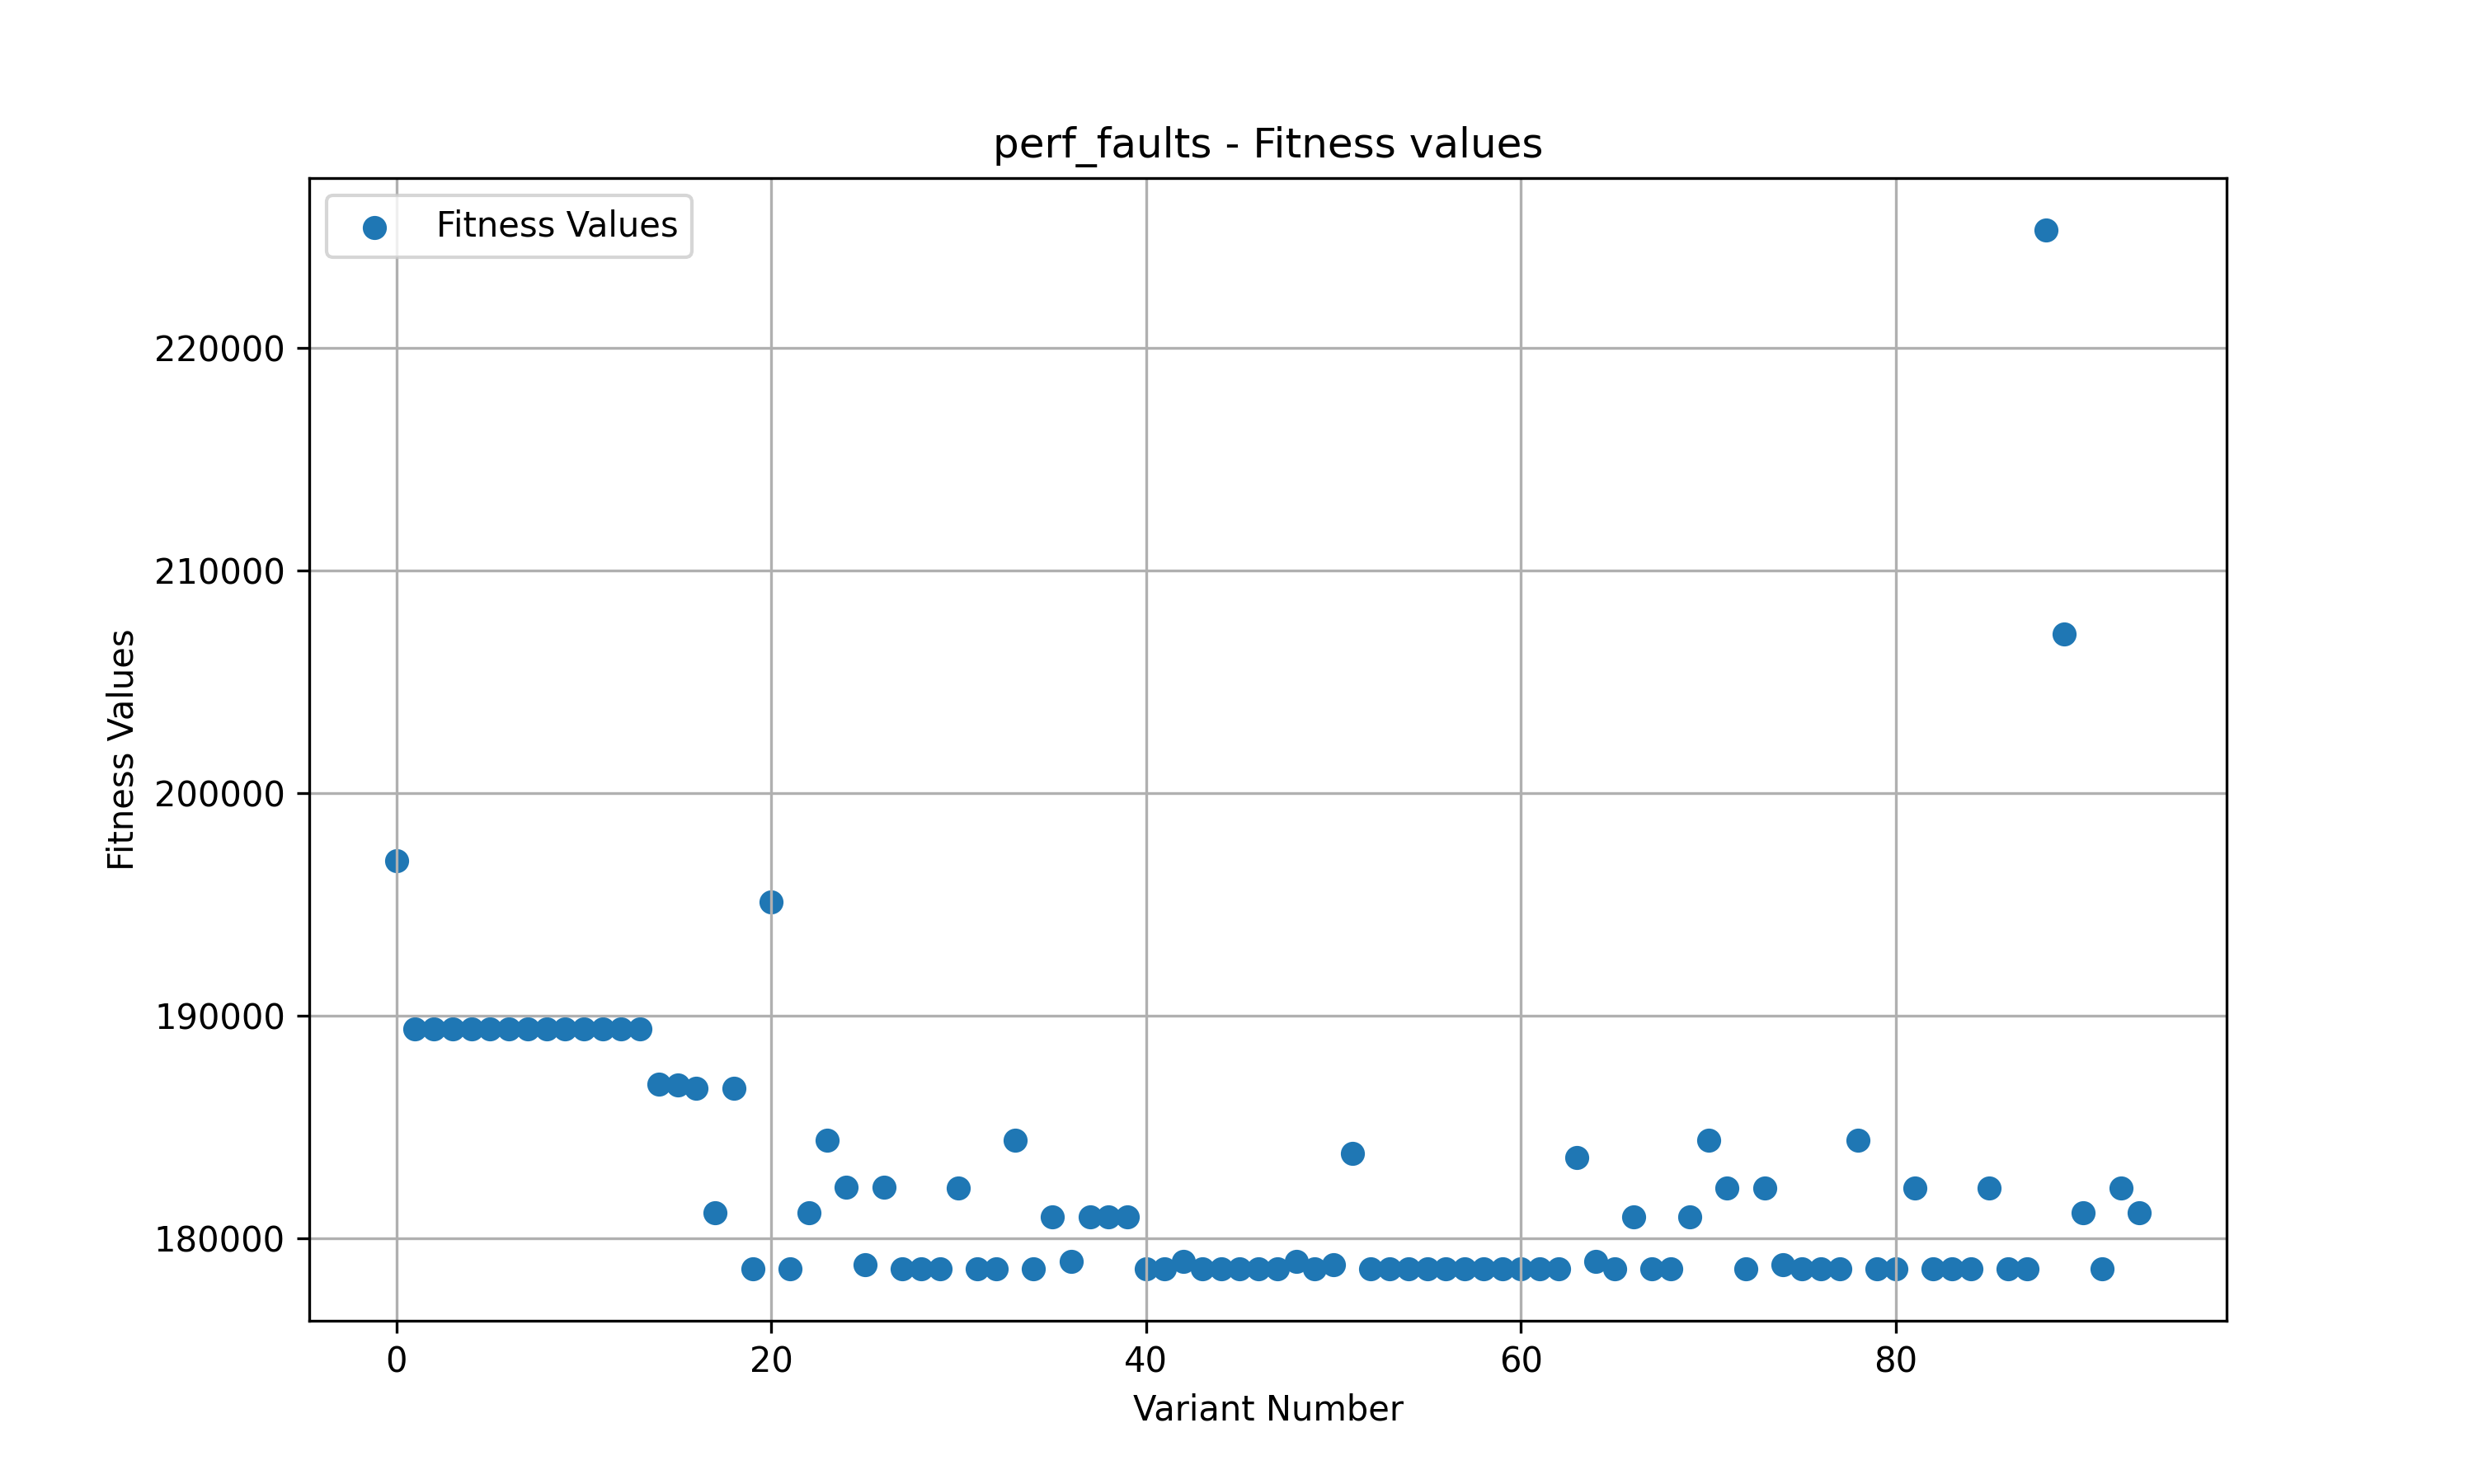 perf_faults - Fitness values
Fitness Values
220000
210000
200000
190000
180000
Fitness Values
0 20 40 60 80
Variant Number